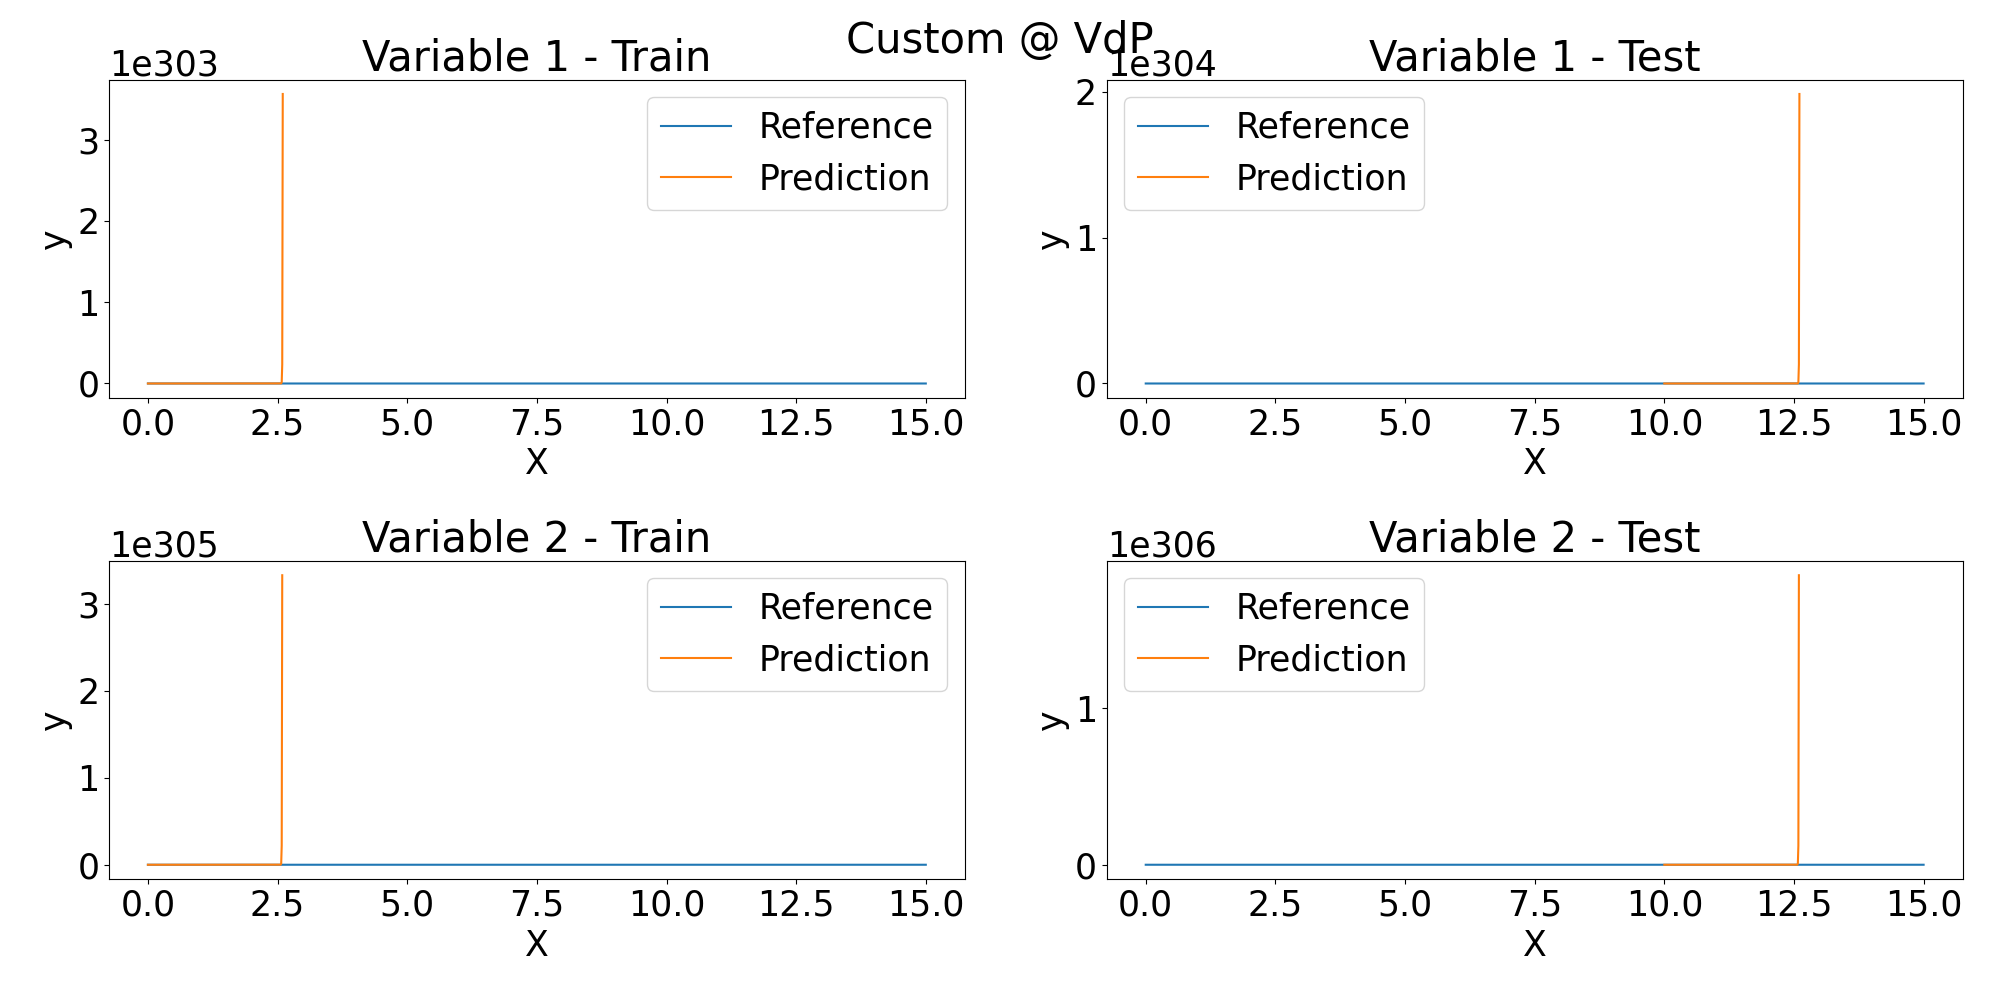 Custom @ VdP
Variable 1 - Train
1e303
3
2
1
0
y
Reference
Prediction
0.0 2.5 5.0 7.5 10.0 12.5 15.0
X
Variable 1 - Test
1e304
2
1
0
y
Reference
Prediction
0.0 2.5 5.0 7.5 10.0 12.5 15.0
X
Variable 2 - Train
1e305
3
2
1
0
y
Reference
Prediction
0.0 2.5 5.0 7.5 10.0 12.5 15.0
X
Variable 2 - Test
1e306
1
0
y
Reference
Prediction
0.0 2.5 5.0 7.5 10.0 12.5 15.0
X